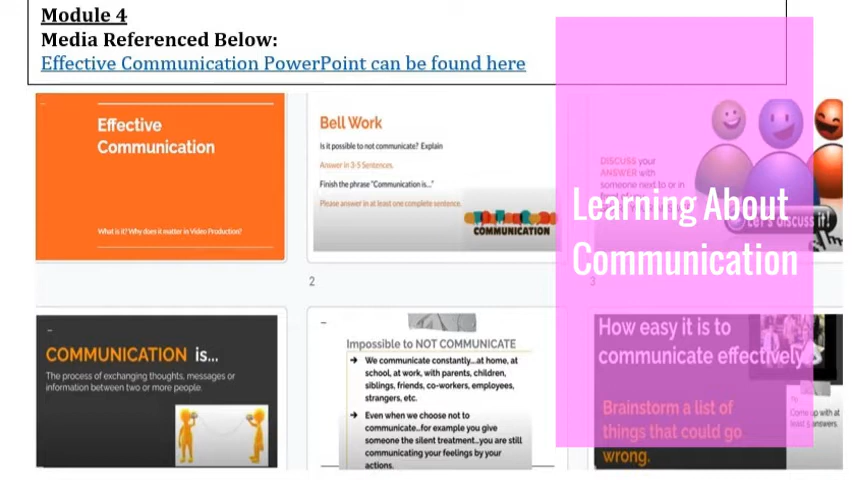 Module 4
Media Referenced Below:
Effective Communication PowerPoint can be found here
Effective
Communication
What is it? Why does it matter in Video Production?
Bell Work
Is it possible to not communicate? Explain
Answer in 3-5 Sentences.
Finish the phrase "Communication is..."
Please answer in at least one complete sentence.
COMMUNICATION
2
DISCUSS your
ANSWER with
someone next to or in
Let's discuss it!
3
Learning About
Communication
COMMUNICATION is...
The process of exchanging thoughts, messages or
information between two or more people.
Impossible to NOT COMMUNICATE
➔ We communicate constantly...at home, at
school, at work, with parents, children,
siblings, friends, co-workers, employees,
strangers, etc.
➔ Even when we choose not to
communicate...for example you give
someone the silent treatment...you are still
communicating your feelings by your
actions.
How easy it is to
communicate effectively
Brainstorm a list of
things that could go
wrong.
Come up with at
least 5 answers.